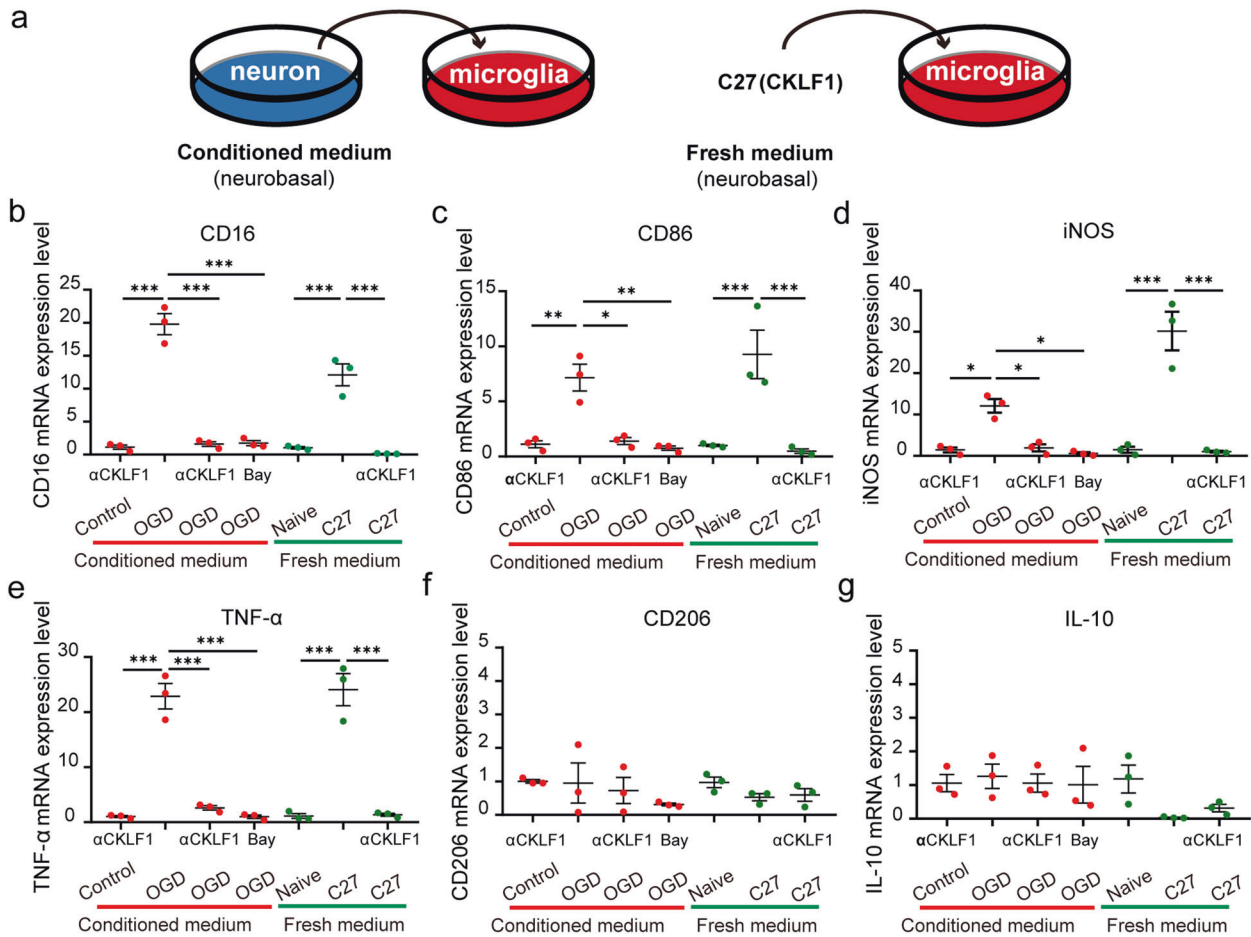 a
neuron
microglia
C27(CKLF1)
microglia
Conditioned medium
(neurobasal)
Fresh medium
(neurobasal)
b
CD16
CD16 mRNA expression level
25
20
15
10
5
0
***
***
***
***
***
αCKLF1
αCKLF1
Bay
αCKLF1
Control
OGD
OGD
OGD
Naive
C27
C27
Conditioned medium
Fresh medium
c
CD86
CD86 mRNA expression level
15
10
5
0
**
**
*
***
***
αCKLF1
αCKLF1
Bay
αCKLF1
Control
OGD
OGD
OGD
Naive
C27
C27
Conditioned medium
Fresh medium
d
iNOS
iNOS mRNA expression level
40
30
20
10
0
*
*
*
***
***
αCKLF1
αCKLF1
Bay
αCKLF1
Control
OGD
OGD
OGD
Naive
C27
C27
Conditioned medium
Fresh medium
e
TNF-α
TNF-α mRNA expression level
30
20
10
0
***
***
***
***
***
αCKLF1
αCKLF1
Bay
αCKLF1
Control
OGD
OGD
OGD
Naive
C27
C27
Conditioned medium
Fresh medium
f
CD206
CD206 mRNA expression level
5
4
3
2
1
0
αCKLF1
αCKLF1
Bay
αCKLF1
Control
OGD
OGD
OGD
Naive
C27
C27
Conditioned medium
Fresh medium
g
IL-10
IL-10 mRNA expression level
5
4
3
2
1
0
αCKLF1
αCKLF1
Bay
αCKLF1
Control
OGD
OGD
OGD
Naive
C27
C27
Conditioned medium
Fresh medium